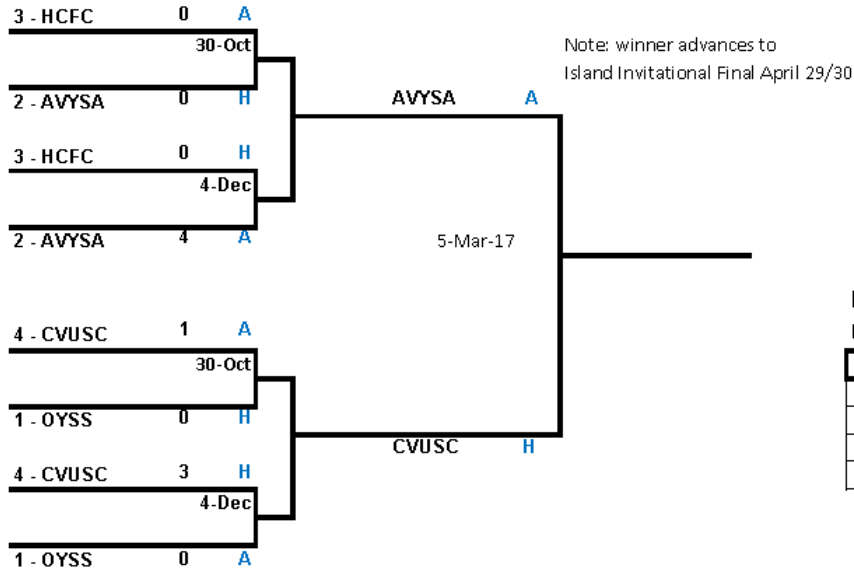 3 - HCFC 0 A
30-Oct
2 - AVYSA 0 H
3 - HCFC 0 H
4-Dec
2 - AVYSA 4 A
4 - CVUSC 1 A
30-Oct
1 - OYSS 0 H
4 - CVUSC 3 H
4-Dec
1 - OYSS 0 A
AVYSA A
5-Mar-17
CVUSC H
Note: winner advances to
Island Invitational Final April 29/30